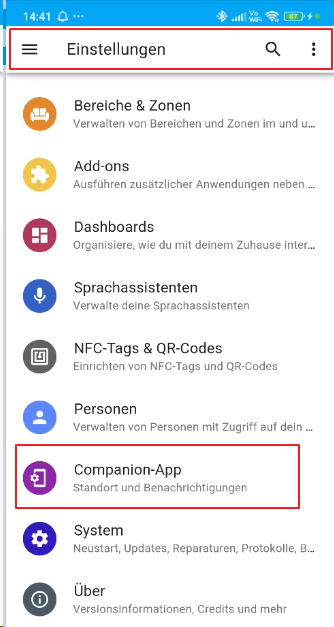 14:41
Vo
WiFi
87
Einstellungen
Bereiche & Zonen
Verwalten von Bereichen und Zonen im und u...
Add-ons
Ausführen zusätzlicher Anwendungen neben ...
Dashboards
Organisiere, wie du mit deinem Zuhause inter...
Sprachassistenten
Verwalte deine Sprachassistenten
NFC-Tags & QR-Codes
Einrichten von NFC-Tags und QR-Codes
Personen
Verwalten von Personen mit Zugriff auf dein ...
Companion-App
Standort und Benachrichtigungen
System
Neustart, Updates, Reparaturen, Protokolle, B...
Über
Versionsinformationen, Credits und mehr